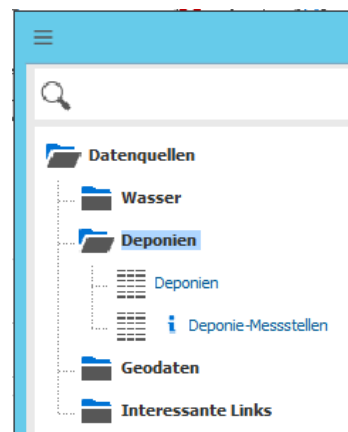 Datenquellen
Wasser
Deponien
Deponien
i Deponie-Messstellen
Geodaten
Interessante Links